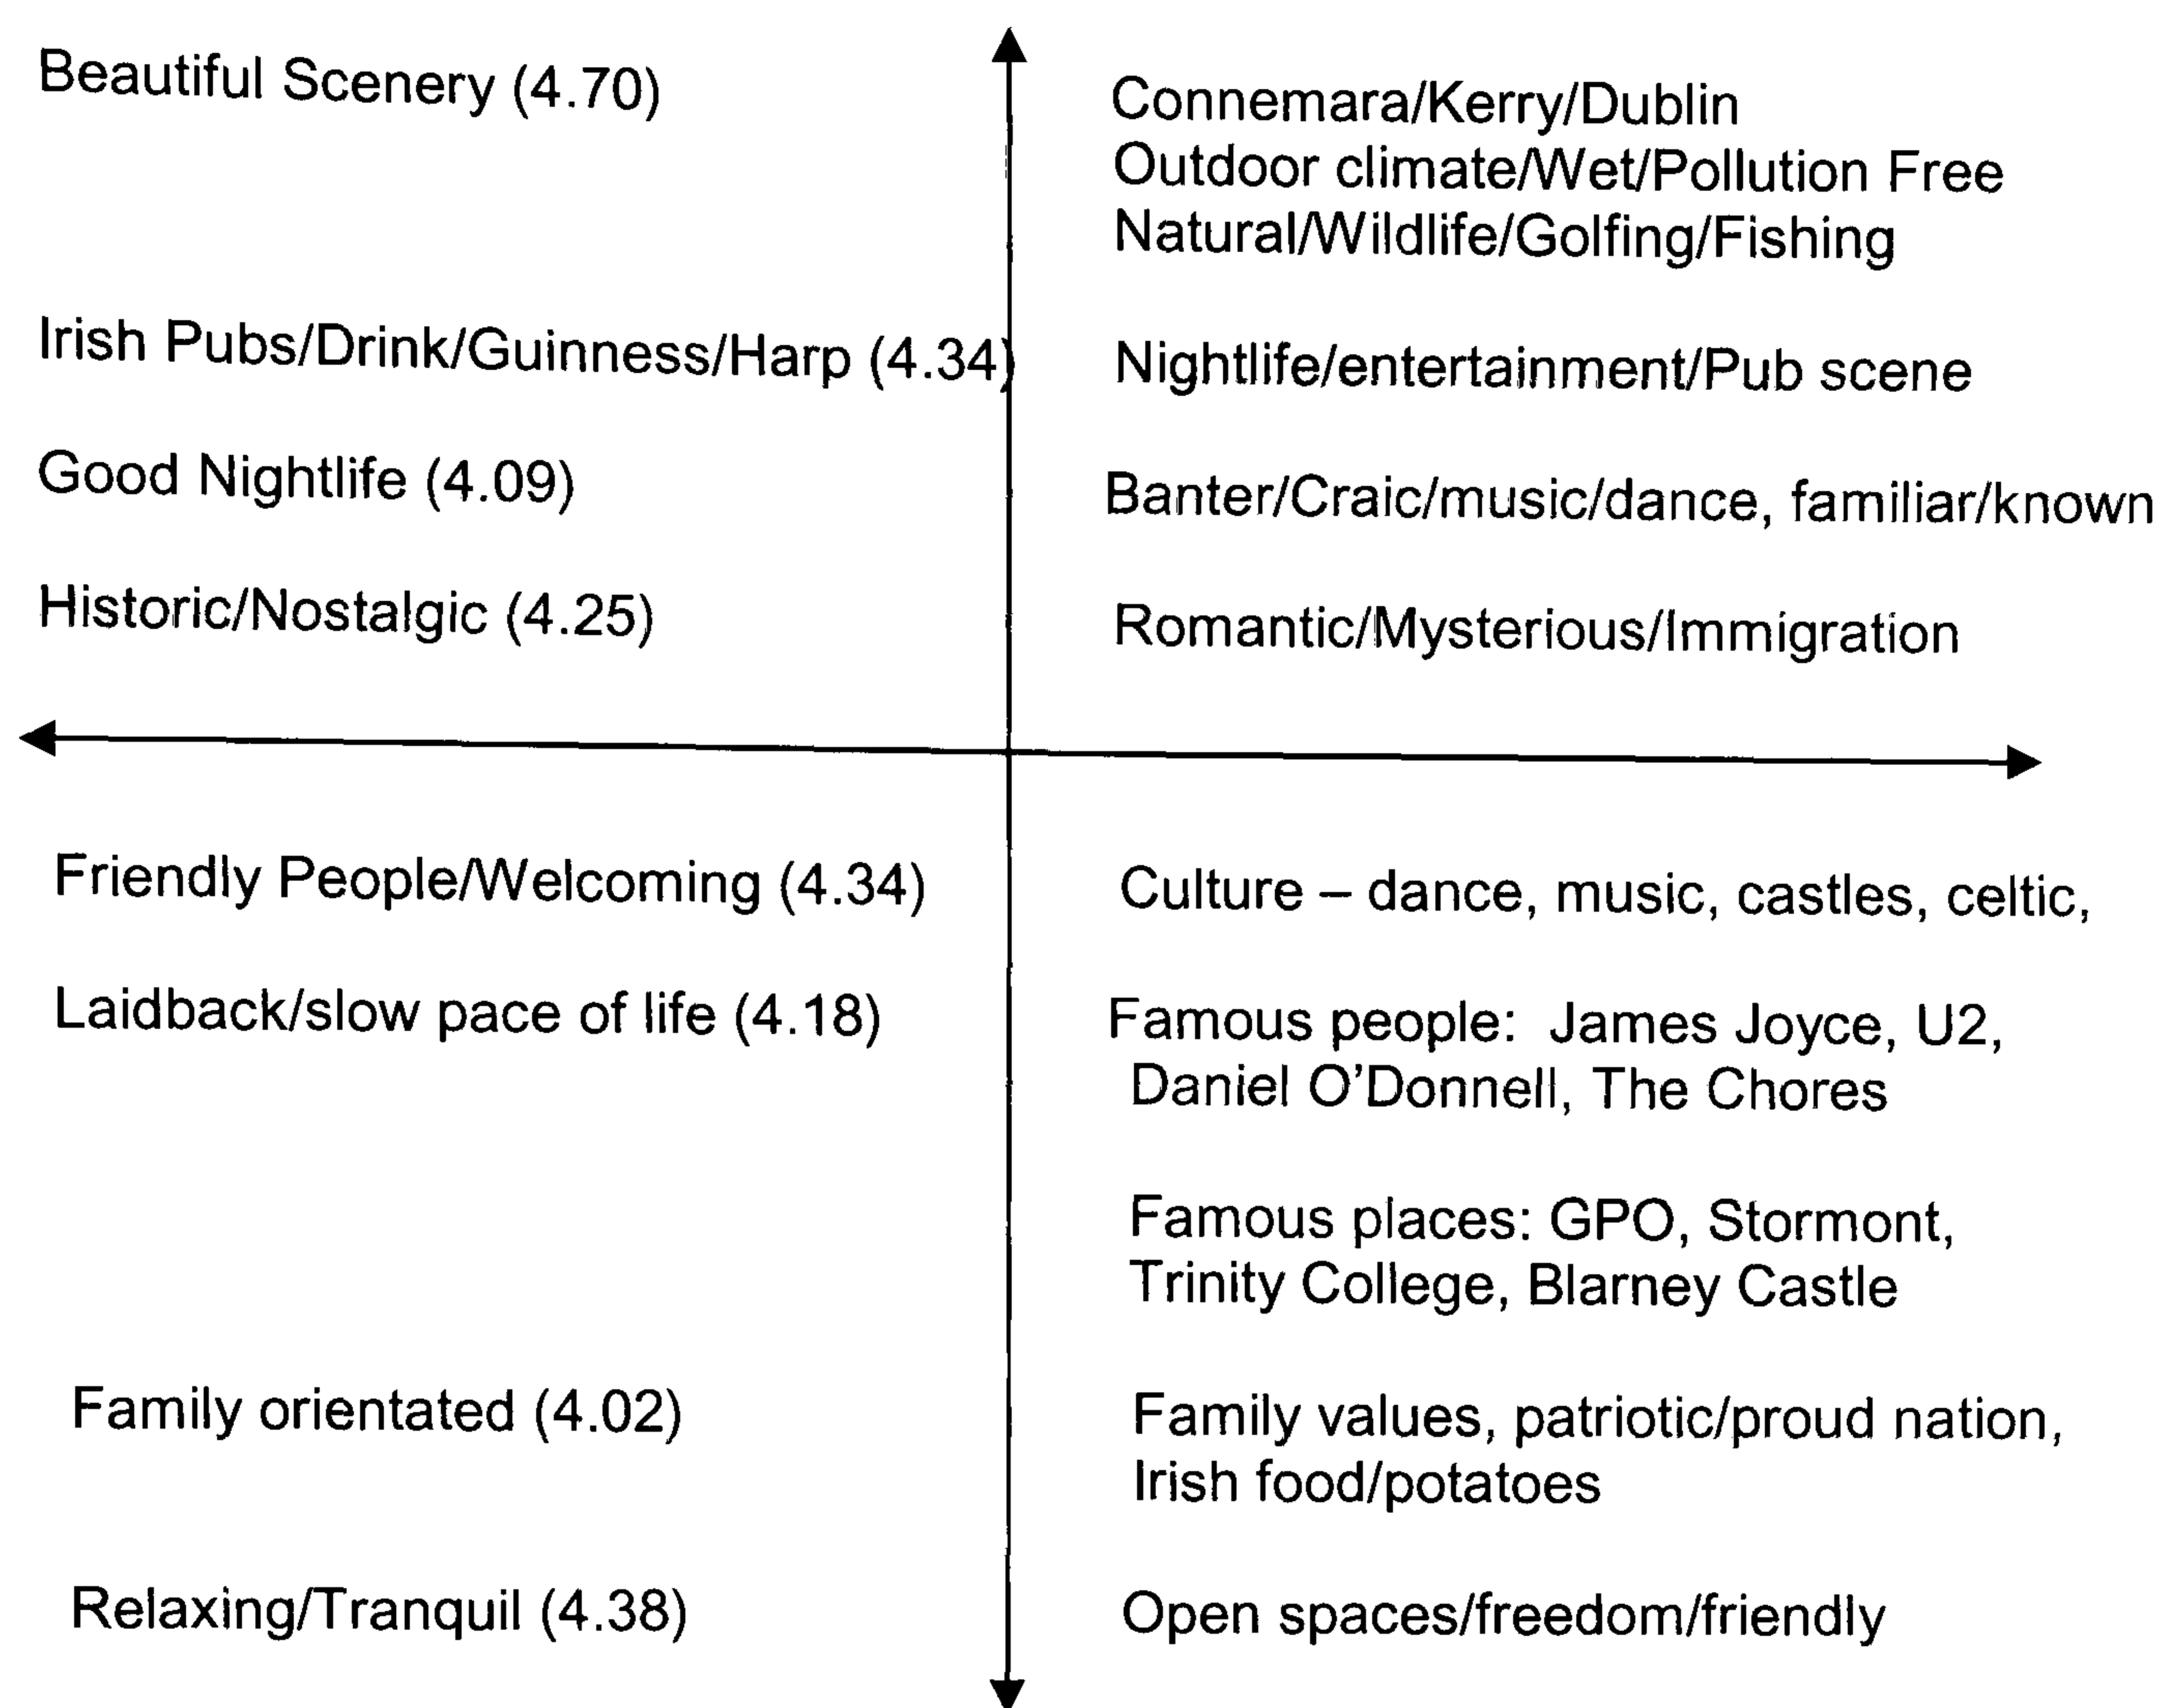 Beautiful Scenery (4.70)
Connemara/Kerry/Dublin
Outdoor climate/Wet/Pollution Free
Natural/Wildlife/Golfing/Fishing
Irish Pubs/Drink/Guinness/Harp (4.34)
Nightlife/entertainment/Pub scene
Good Nightlife (4.09)
Banter/Craic/music/dance, familiar/known
Historic/Nostalgic (4.25)
Romantic/Mysterious/Immigration
Friendly People/Welcoming (4.34)
Culture – dance, music, castles, celtic,
Laidback/slow pace of life (4.18)
Famous people: James Joyce, U2,
Daniel O'Donnell, The Chores
Famous places: GPO, Stormont,
Trinity College, Blarney Castle
Family orientated (4.02)
Family values, patriotic/proud nation,
Irish food/potatoes
Relaxing/Tranquil (4.38)
Open spaces/freedom/friendly